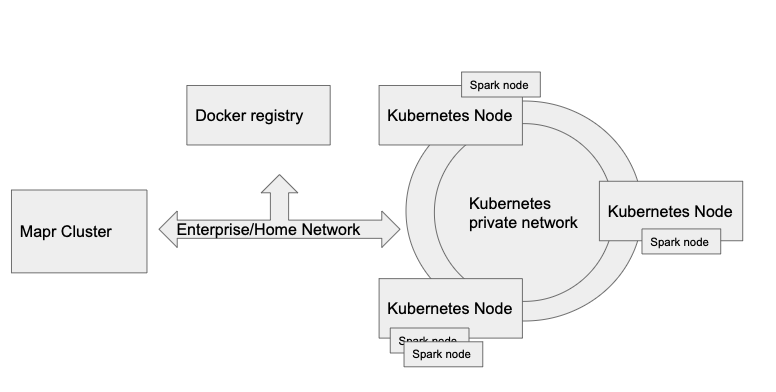 Spark node
Docker registry
Kubernetes Node
Mapr Cluster
Enterprise/Home Network
Kubernetes
private network
Kubernetes Node
Spark node
Kubernetes Node
Spark node
Spark node